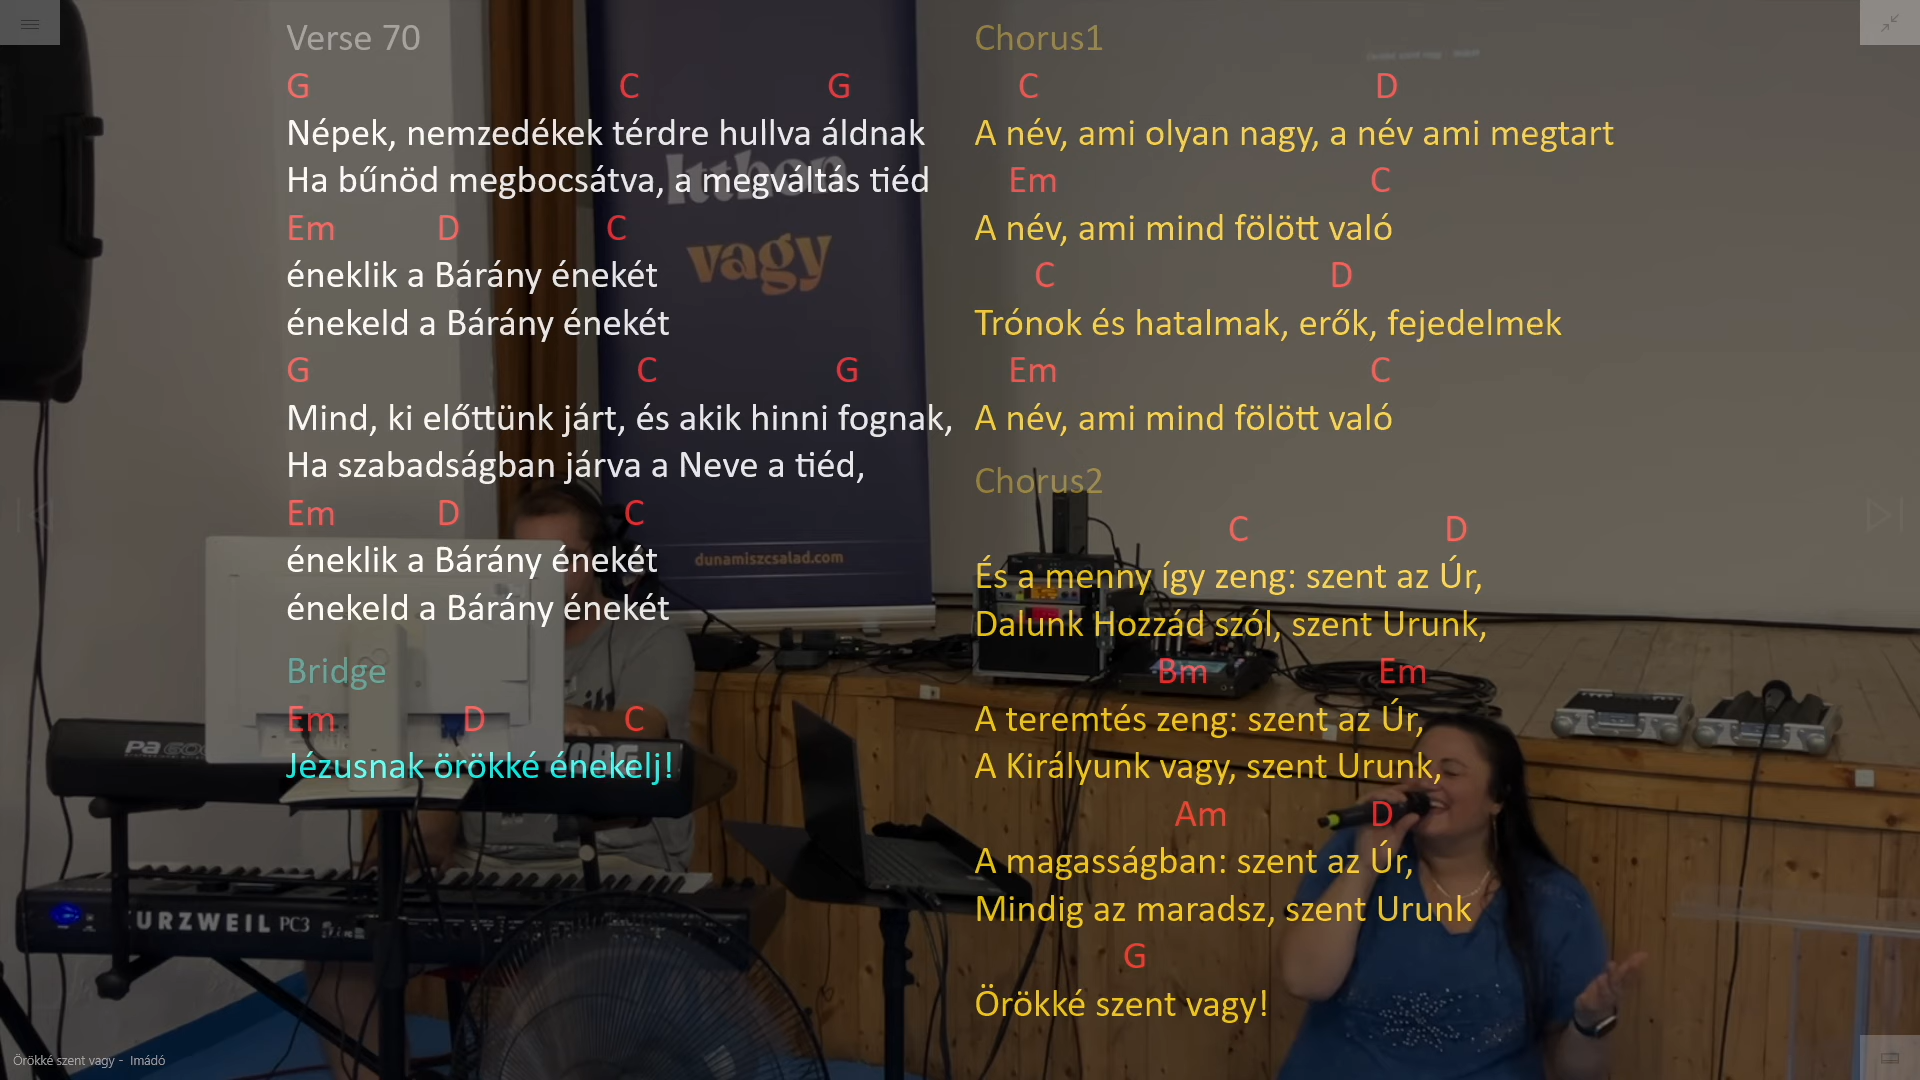 Verse 70
G C G
Népek, nemzedékek térdre hullva áldnak
Ha bűnöd megbocsátva, a megváltás tiéd
Em D C
éneklik a Bárány énekét
énekeld a Bárány énekét
G C G
Mind, ki előttünk járt, és akik hinni fognak,
Ha szabadságban járva a Neve a tiéd,
Em D C
éneklik a Bárány énekét
énekeld a Bárány énekét
Bridge
Em D C
Jézusnak örökké énekelj!
Chorus1
C D
A név, ami olyan nagy, a név ami megtart
Em C
A név, ami mind fölött való
C D
Trónok és hatalmak, erők, fejedelmek
Em C
A név, ami mind fölött való
Chorus2
C D
És a menny így zeng: szent az Úr,
Dalunk Hozzád szól, szent Urunk,
Bm Em
A teremtés zeng: szent az Úr,
A Királyunk vagy, szent Urunk,
Am D
A magasságban: szent az Úr,
Mindig az maradsz, szent Urunk
G
Örökké szent vagy!
Itthon
vagy
dunamiszcsalad.com
KORG
KURZWEIL PC3
Örökké szent vagy - Imádó